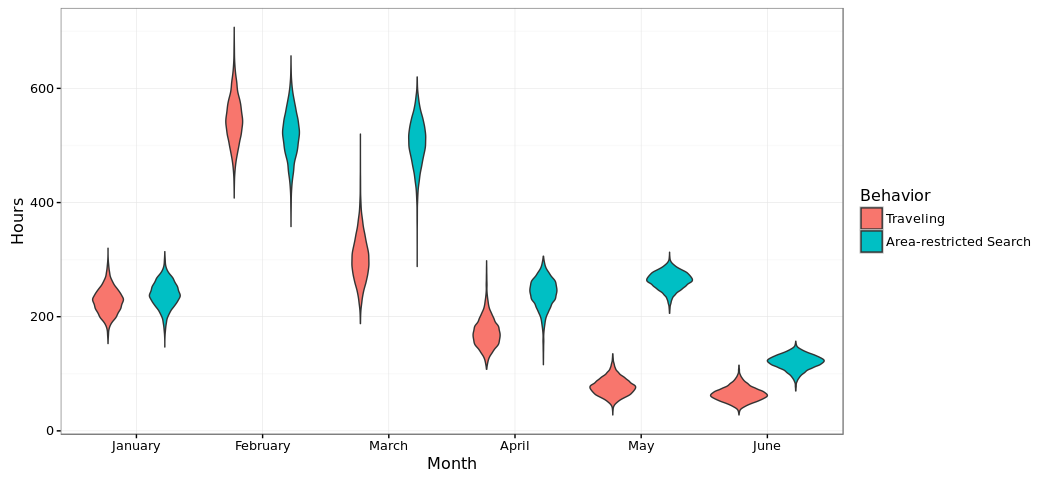 Hours
600
400
200
0
January February March April May June
Month
Behavior
Traveling
Area-restricted Search